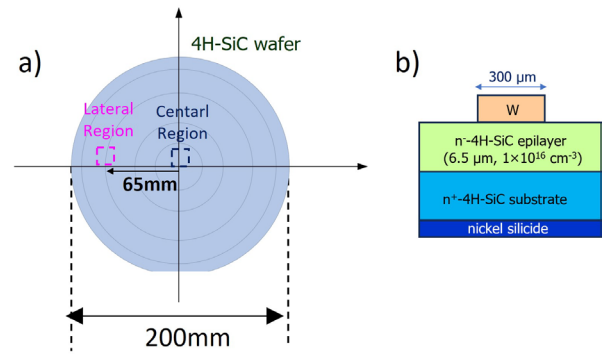 a)
4H-SiC wafer
Lateral
Region
Centarl
Region
65mm
200mm
b)
300 µm
W
n⁻-4H-SiC epilayer
(6.5 µm, 1×10¹⁶ cm⁻³)
n⁺-4H-SiC substrate
nickel silicide